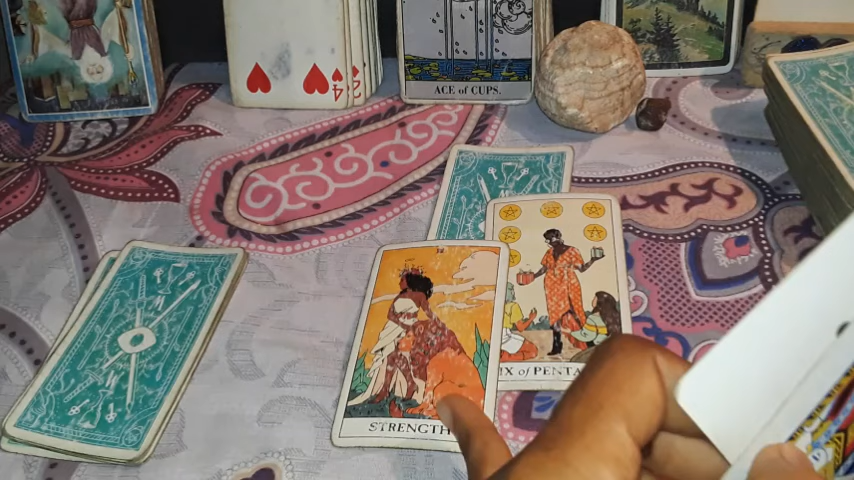 4
ACE of CUPS.
IX of PENTA
STRENGTH